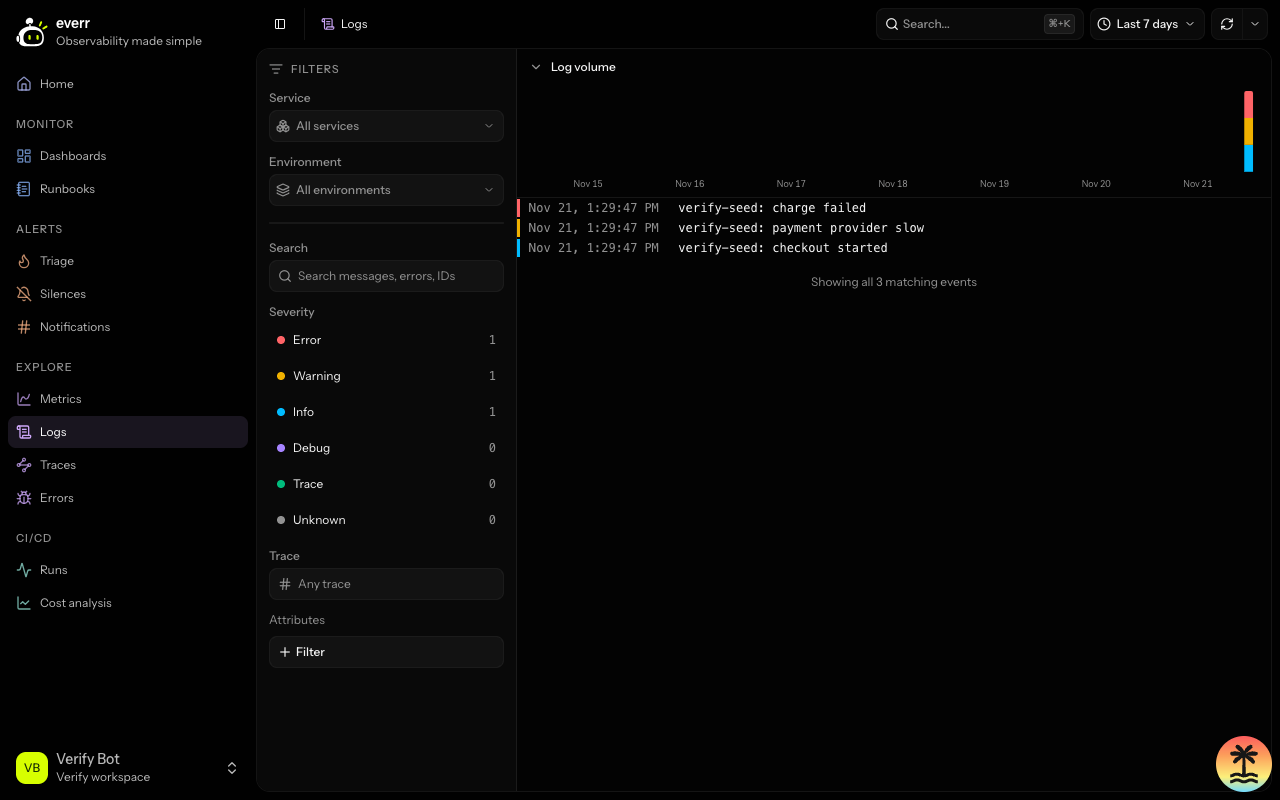 everr
Observability made simple
Home
MONITOR
Dashboards
Runbooks
ALERTS
Triage
Silences
Notifications
EXPLORE
Metrics
Logs
Traces
Errors
CI/CD
Runs
Cost analysis
VB
Verify Bot
Verify workspace
Logs
Search...
⌘+K
Last 7 days
FILTERS
Service
All services
Environment
All environments
Search
Search messages, errors, IDs
Severity
Error 1
Warning 1
Info 1
Debug 0
Trace 0
Unknown 0
Trace
Any trace
Attributes
Filter
Log volume
Nov 15 Nov 16 Nov 17 Nov 18 Nov 19 Nov 20 Nov 21
Nov 21, 1:29:47 PM verify-seed: charge failed
Nov 21, 1:29:47 PM verify-seed: payment provider slow
Nov 21, 1:29:47 PM verify-seed: checkout started
Showing all 3 matching events